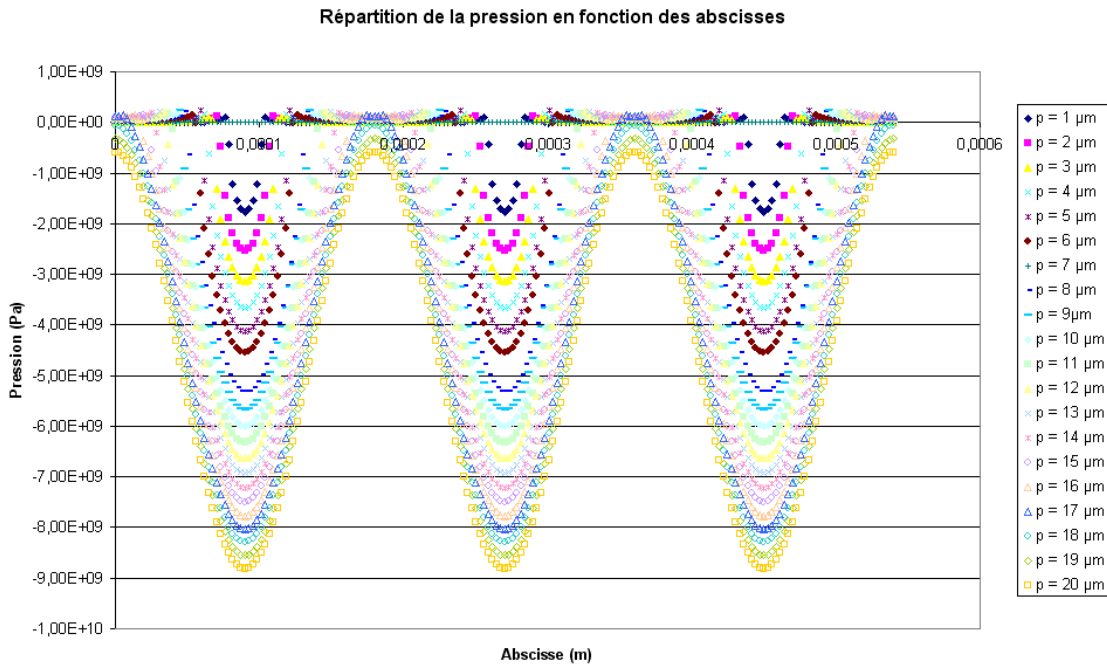 Répartition de la pression en fonction des abscisses
1,00E+09
0,00E+00
-1,00E+09
-2,00E+09
-3,00E+09
-4,00E+09
-5,00E+09
-6,00E+09
-7,00E+09
-8,00E+09
-9,00E+09
-1,00E+10
Pression (Pa)
0 0,0001 0,0002 0,0003 0,0004 0,0005 0,0006
Abscisse (m)
p = 1 µm
p = 2 µm
p = 3 µm
p = 4 µm
p = 5 µm
p = 6 µm
p = 7 µm
p = 8 µm
p = 9µm
p = 10 µm
p = 11 µm
p = 12 µm
p = 13 µm
p = 14 µm
p = 15 µm
p = 16 µm
p = 17 µm
p = 18 µm
p = 19 µm
p = 20 µm